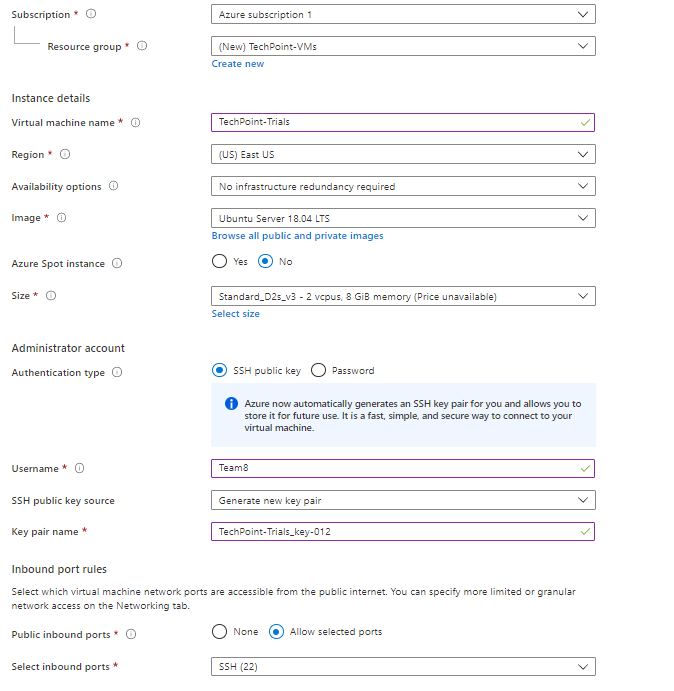 Subscription *
Azure subscription 1
Resource group *
(New) TechPoint-VMs
Create new
Instance details
Virtual machine name *
TechPoint-Trials
Region *
(US) East US
Availability options
No infrastructure redundancy required
Image *
Ubuntu Server 18.04 LTS
Browse all public and private images
Azure Spot instance
Yes No
Size *
Standard_D2s_v3 - 2 vcpus, 8 GiB memory (Price unavailable)
Select size
Administrator account
Authentication type
SSH public key Password
Azure now automatically generates an SSH key pair for you and allows you to
store it for future use. It is a fast, simple, and secure way to connect to your
virtual machine.
Username *
Team8
SSH public key source
Generate new key pair
Key pair name *
TechPoint-Trials_key-012
Inbound port rules
Select which virtual machine network ports are accessible from the public internet. You can specify more limited or granular
network access on the Networking tab.
Public inbound ports *
None Allow selected ports
Select inbound ports *
SSH (22)